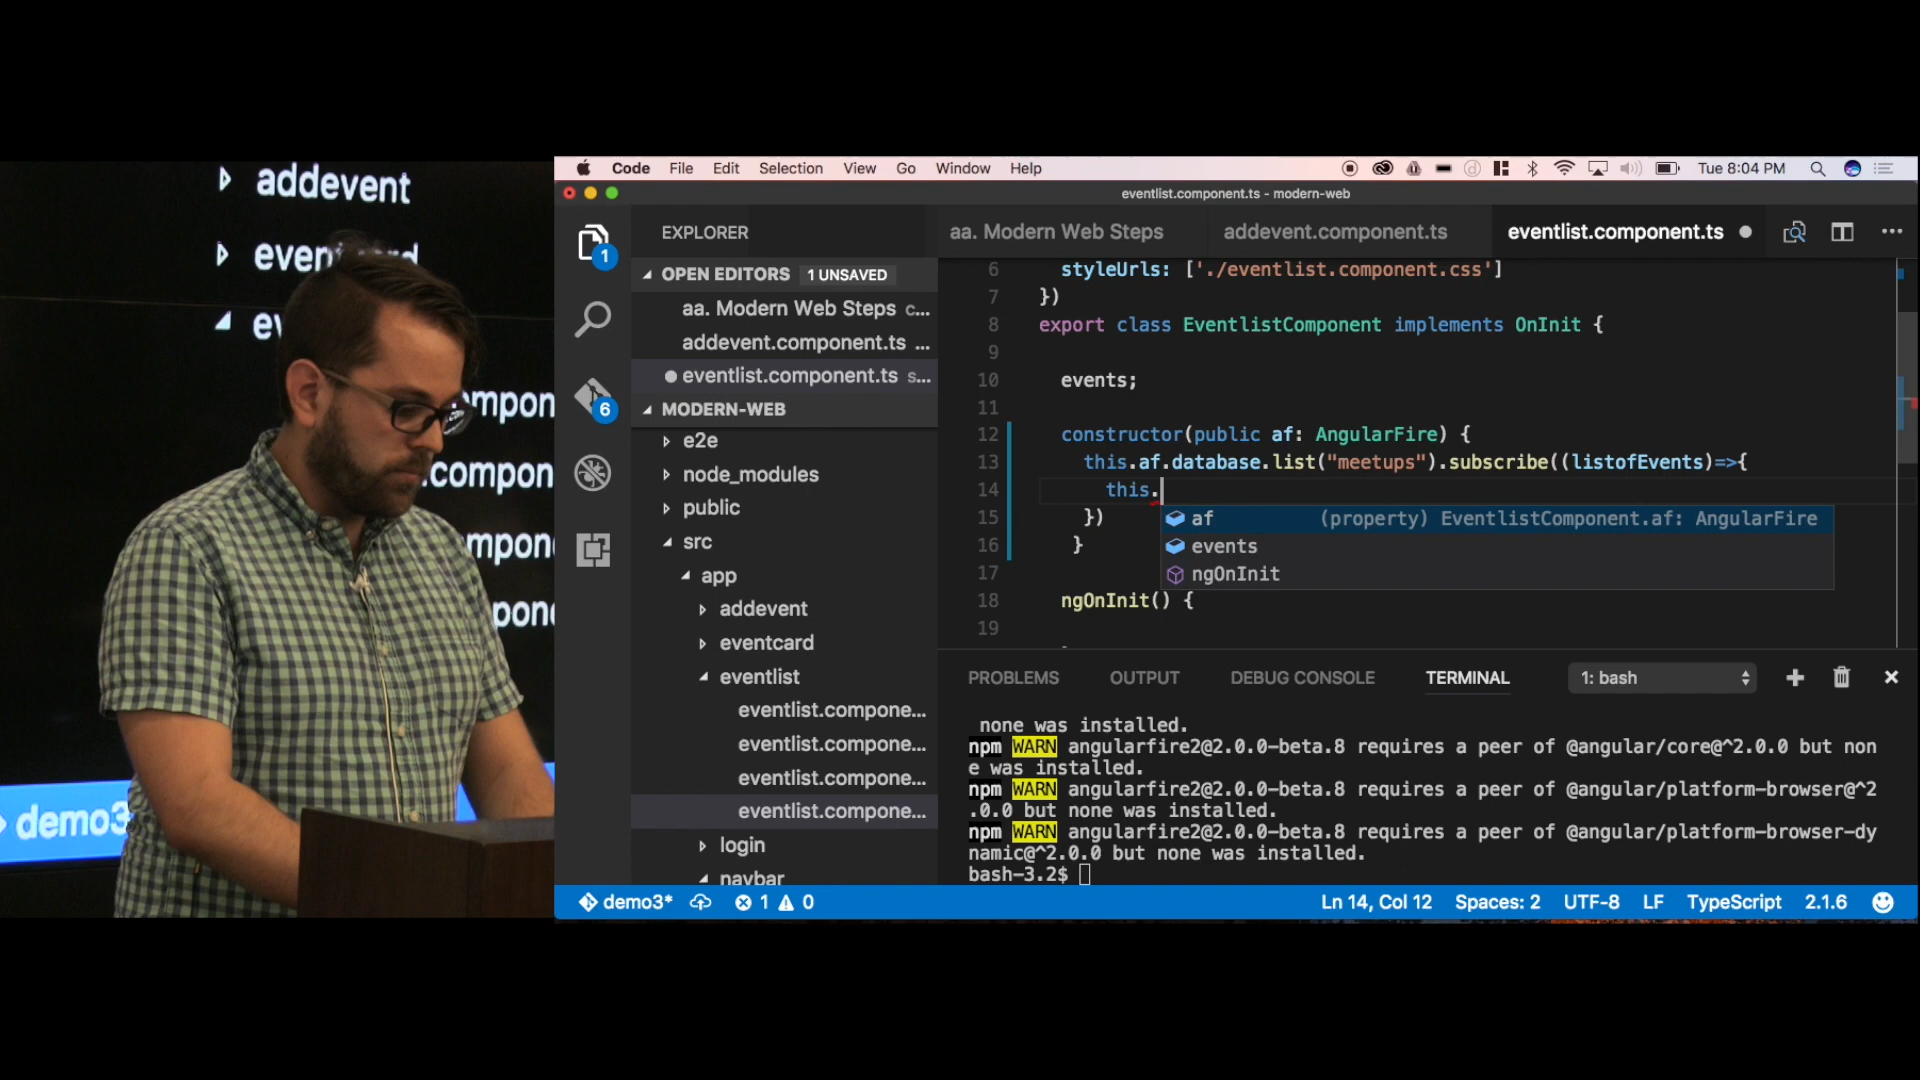 addevent
eventcard
ev
mpon
.compon
mpon
pone
demo3
Code File Edit Selection View Go Window Help
Tue 8:04 PM
eventlist.component.ts - modern-web
EXPLORER
aa. Modern Web Steps addevent.component.ts eventlist.component.ts
1
OPEN EDITORS 1 UNSAVED
aa. Modern Web Steps c...
addevent.component.ts ...
eventlist.component.ts s...
MODERN-WEB
6
e2e
node_modules
public
src
app
addevent
eventcard
eventlist
eventlist.compone...
eventlist.compone...
eventlist.compone...
eventlist.compone...
login
navbar
6 styleUrls: ['./eventlist.component.css']
7 })
8 export class EventlistComponent implements OnInit {
9
10 events;
11
12 constructor(public af: AngularFire) {
13 this.af.database.list("meetups").subscribe((listofEvents)=>{
14 this.
15 })
16 }
17
18 ngOnInit() {
19
af (property) EventlistComponent.af: AngularFire
events
ngOnInit
PROBLEMS OUTPUT DEBUG CONSOLE TERMINAL 1: bash
none was installed.
npm WARN angularfire2@2.0.0-beta.8 requires a peer of @angular/core@^2.0.0 but non
e was installed.
npm WARN angularfire2@2.0.0-beta.8 requires a peer of @angular/platform-browser@^2
.0.0 but none was installed.
npm WARN angularfire2@2.0.0-beta.8 requires a peer of @angular/platform-browser-dy
namic@^2.0.0 but none was installed.
bash-3.2$
demo3* 1 0 Ln 14, Col 12 Spaces: 2 UTF-8 LF TypeScript 2.1.6